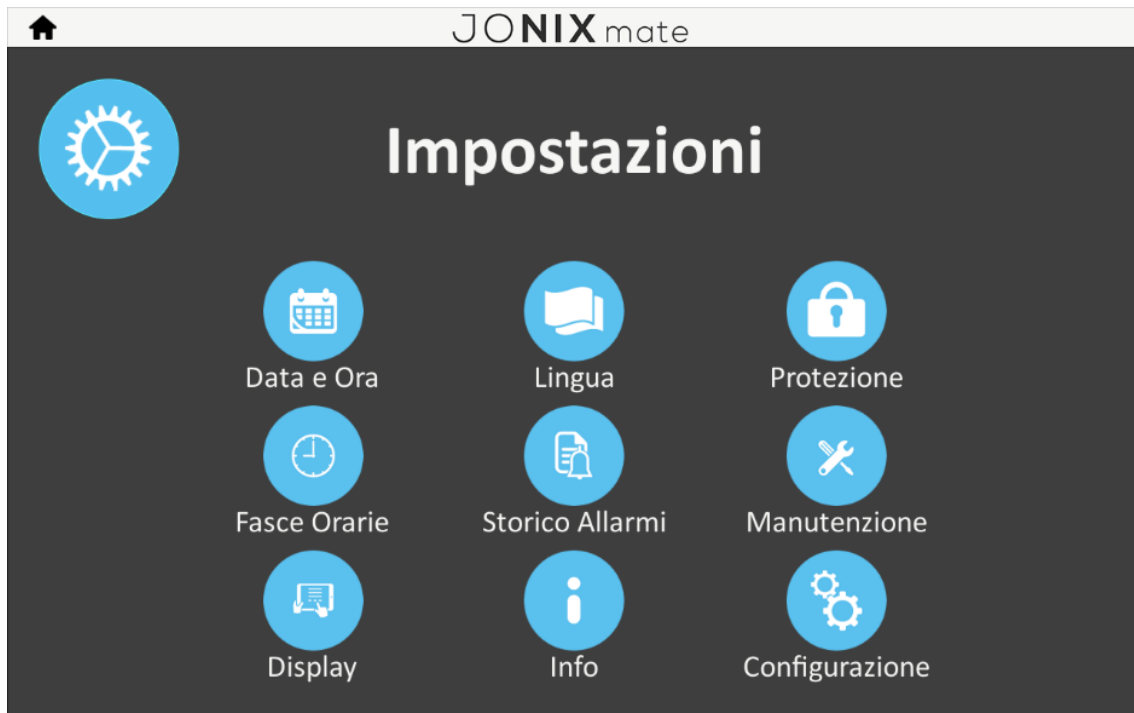 JONIX mate
Impostazioni
Data e Ora
Lingua
Protezione
Fasce Orarie
Storico Allarmi
Manutenzione
Display
Info
Configurazione